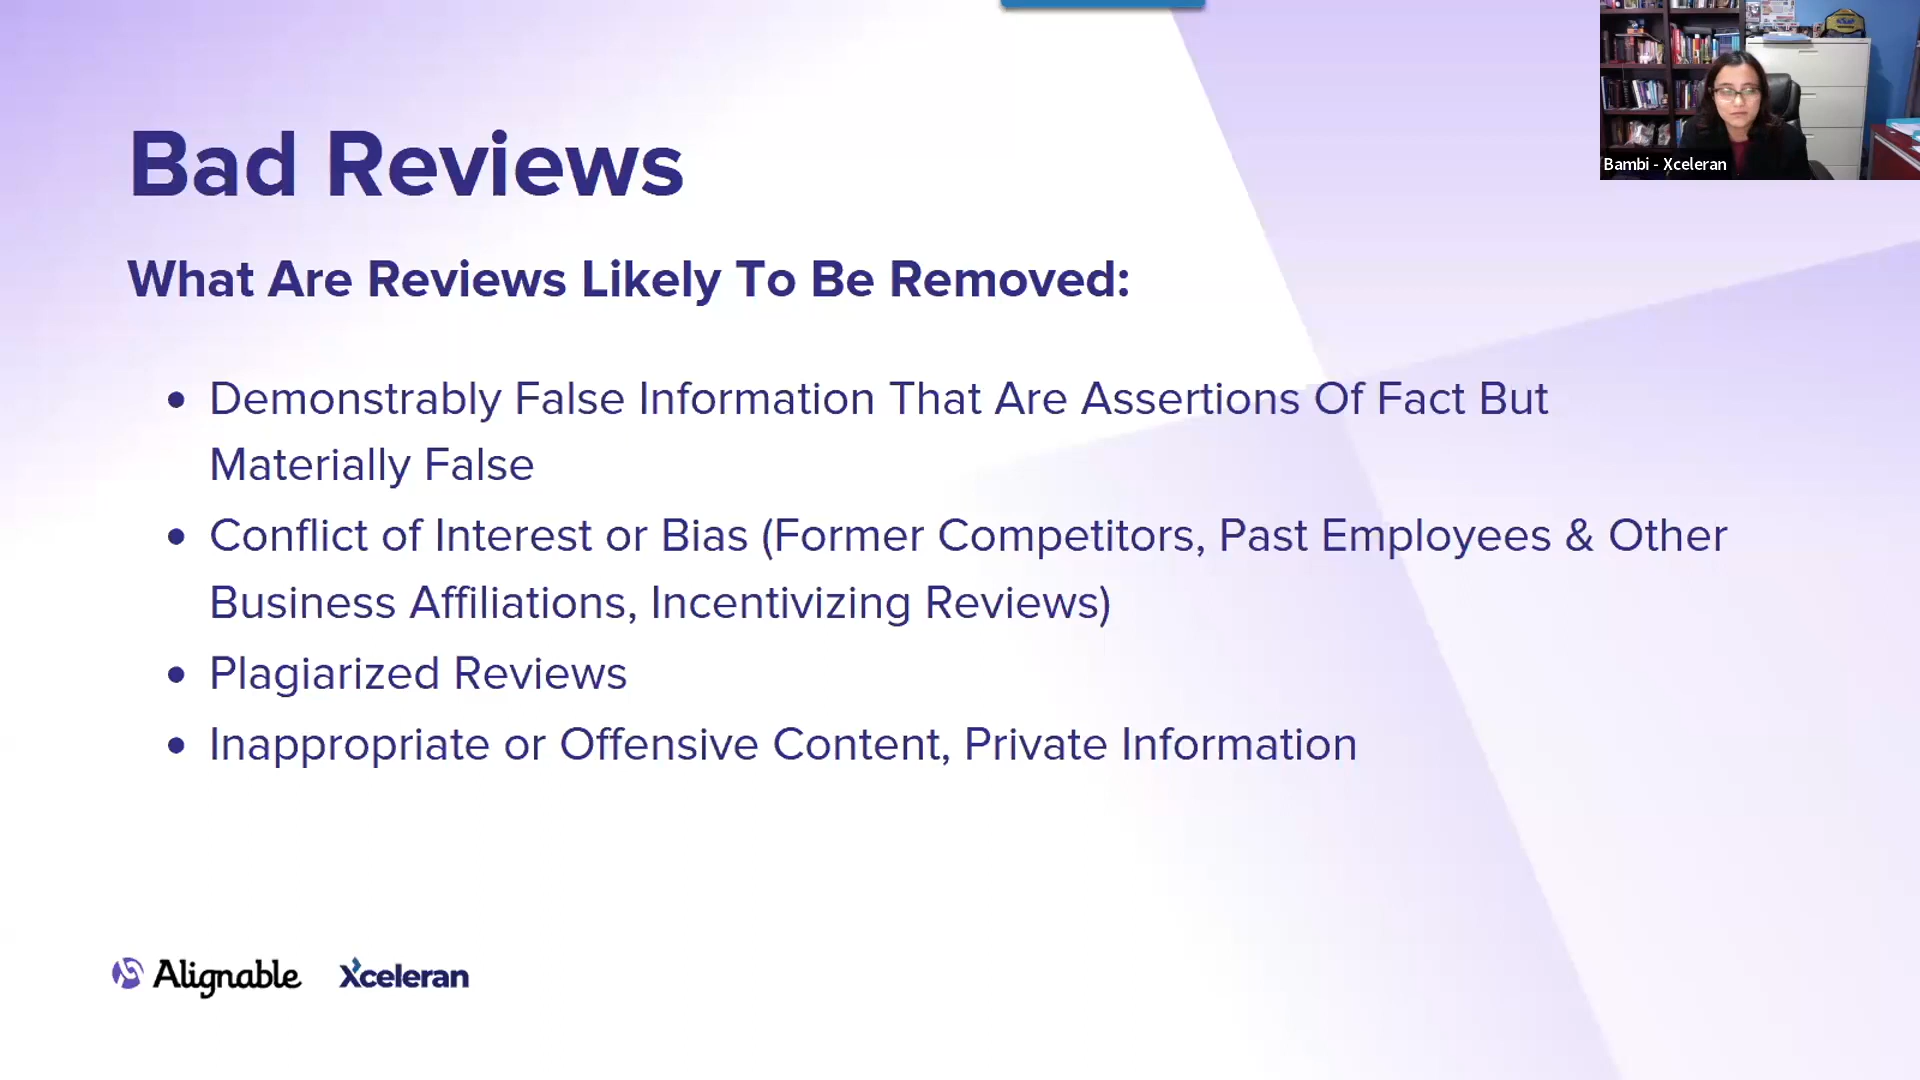 Bad Reviews
Bambi - Xceleran
What Are Reviews Likely To Be Removed:
• Demonstrably False Information That Are Assertions Of Fact But
Materially False
• Conflict of Interest or Bias (Former Competitors, Past Employees & Other
Business Affiliations, Incentivizing Reviews)
• Plagiarized Reviews
• Inappropriate or Offensive Content, Private Information
Alignable
Xceleran